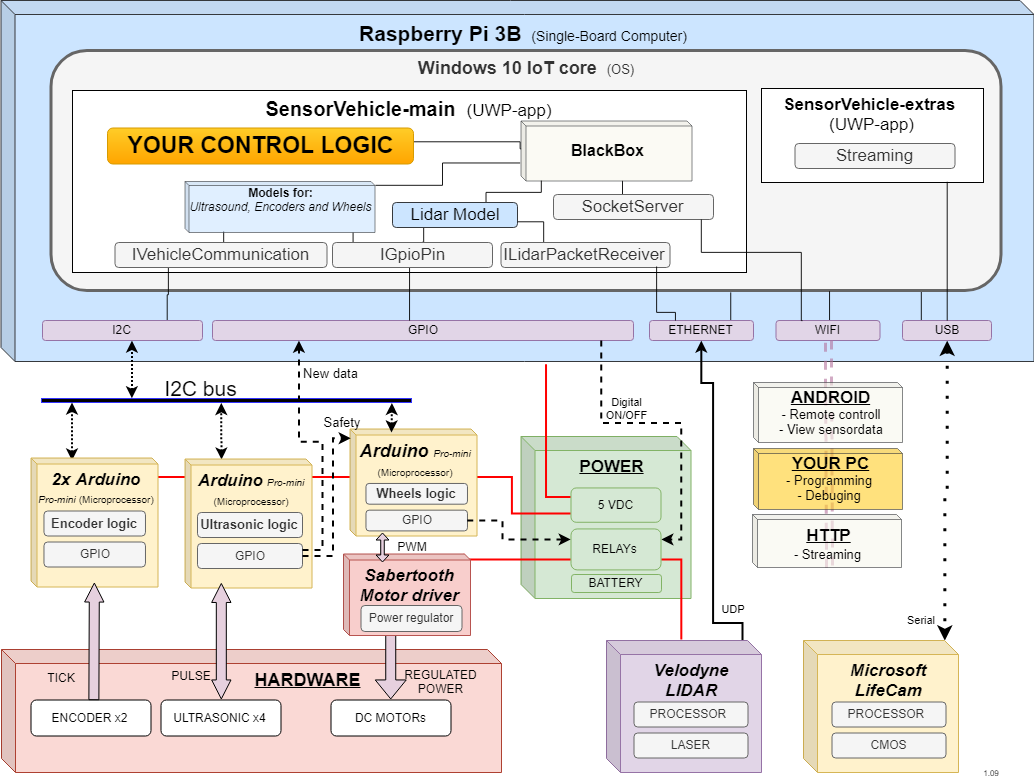 Raspberry Pi 3B (Single-Board Computer)
Windows 10 IoT core (OS)
SensorVehicle-main (UWP-app)
YOUR CONTROL LOGIC
BlackBox
Models for:
Ultrasound, Encoders and Wheels
Lidar Model
SocketServer
IVehicleCommunication
IGpioPin
ILidarPacketReceiver
SensorVehicle-extras
(UWP-app)
Streaming
I2C
GPIO
ETHERNET
WIFI
USB
New data
I2C bus
Safety
Digital
ON/OFF
2x Arduino
Pro-mini (Microprocessor)
Encoder logic
GPIO
Arduino Pro-mini
(Microprocessor)
Ultrasonic logic
GPIO
Arduino Pro-mini
(Microprocessor)
Wheels logic
GPIO
PWM
Sabertooth
Motor driver
Power regulator
POWER
5 VDC
RELAYs
BATTERY
ANDROID
- Remote controll
- View sensordata
YOUR PC
- Programming
- Debuging
HTTP
- Streaming
UDP
Serial
HARDWARE
TICK
PULSE
REGULATED
POWER
ENCODER x2
ULTRASONIC x4
DC MOTORs
Velodyne
LIDAR
PROCESSOR
LASER
Microsoft
LifeCam
PROCESSOR
CMOS
1.09